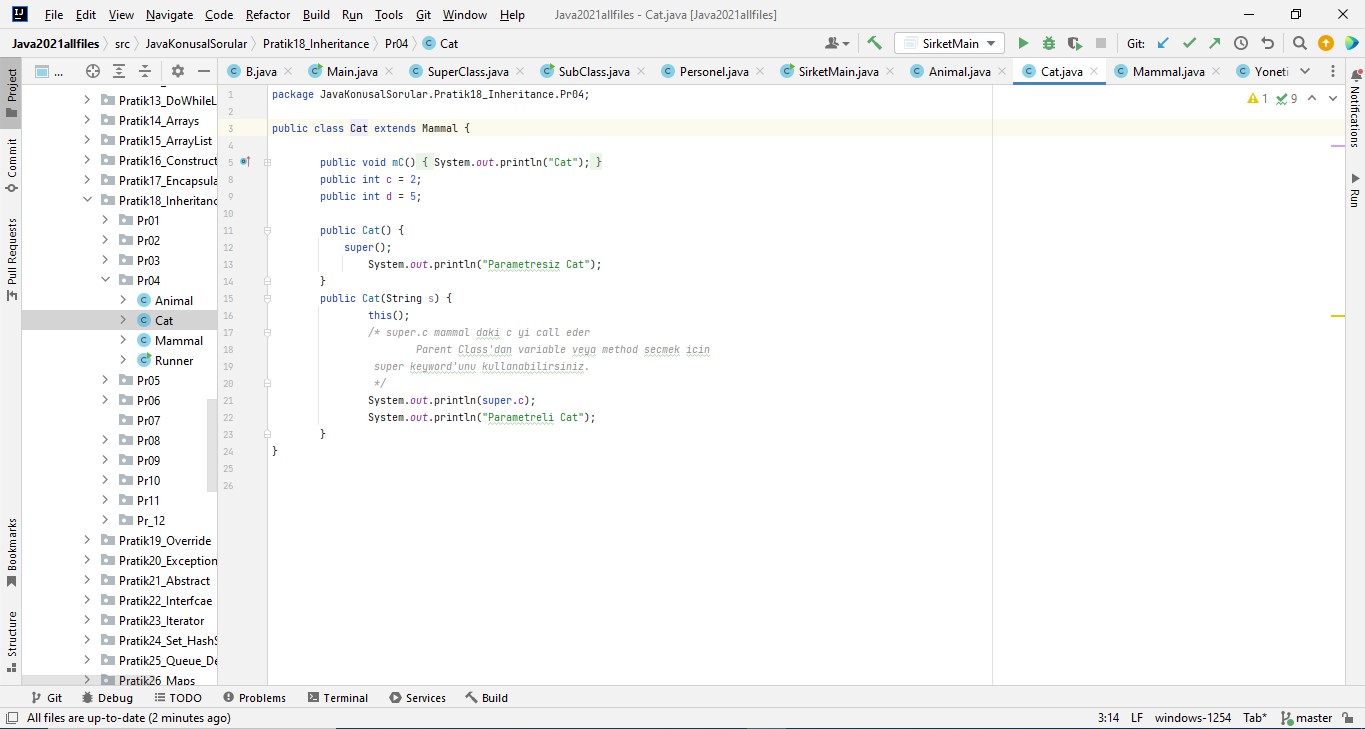 File Edit View Navigate Code Refactor Build Run Tools Git Window Help Java2021allfiles - Cat.java [Java2021allfiles]
Java2021allfiles src JavaKonusalSorular Pratik18_Inheritance Pr04 Cat SirketMain Git:
... B.java Main.java SuperClass.java SubClass.java Personel.java SirketMain.java Animal.java Cat.java Mammal.java Yoneti
Project
Commit
Pull Requests
Bookmarks
Structure
Pratik13_DoWhileL
Pratik14_Arrays
Pratik15_ArrayList
Pratik16_Construct
Pratik17_Encapsula
Pratik18_Inheritanc
Pr01
Pr02
Pr03
Pr04
Animal
Cat
Mammal
Runner
Pr05
Pr06
Pr07
Pr08
Pr09
Pr10
Pr11
Pr_12
Pratik19_Override
Pratik20_Exception
Pratik21_Abstract
Pratik22_Interfcae
Pratik23_Iterator
Pratik24_Set_HashS
Pratik25_Queue_De
Pratik26_Maps
1 package JavaKonusalSorular.Pratik18_Inheritance.Pr04;
2
3 public class Cat extends Mammal {
4
5 public void mC() { System.out.println("Cat"); }
8 public int c = 2;
9 public int d = 5;
10
11 public Cat() {
12 super();
13 System.out.println("Parametresiz Cat");
14 }
15 public Cat(String s) {
16 this();
17 /* super.c mammal daki c yi call eder
18 Parent Class'dan variable veya method secmek icin
19 super keyword'unu kullanabilirsiniz.
20 */
21 System.out.println(super.c);
22 System.out.println("Parametreli Cat");
23 }
24 }
25
26
1 9
Notifications
Run
Git Debug TODO Problems Terminal Services Build
All files are up-to-date (2 minutes ago) 3:14 LF windows-1254 Tab* master